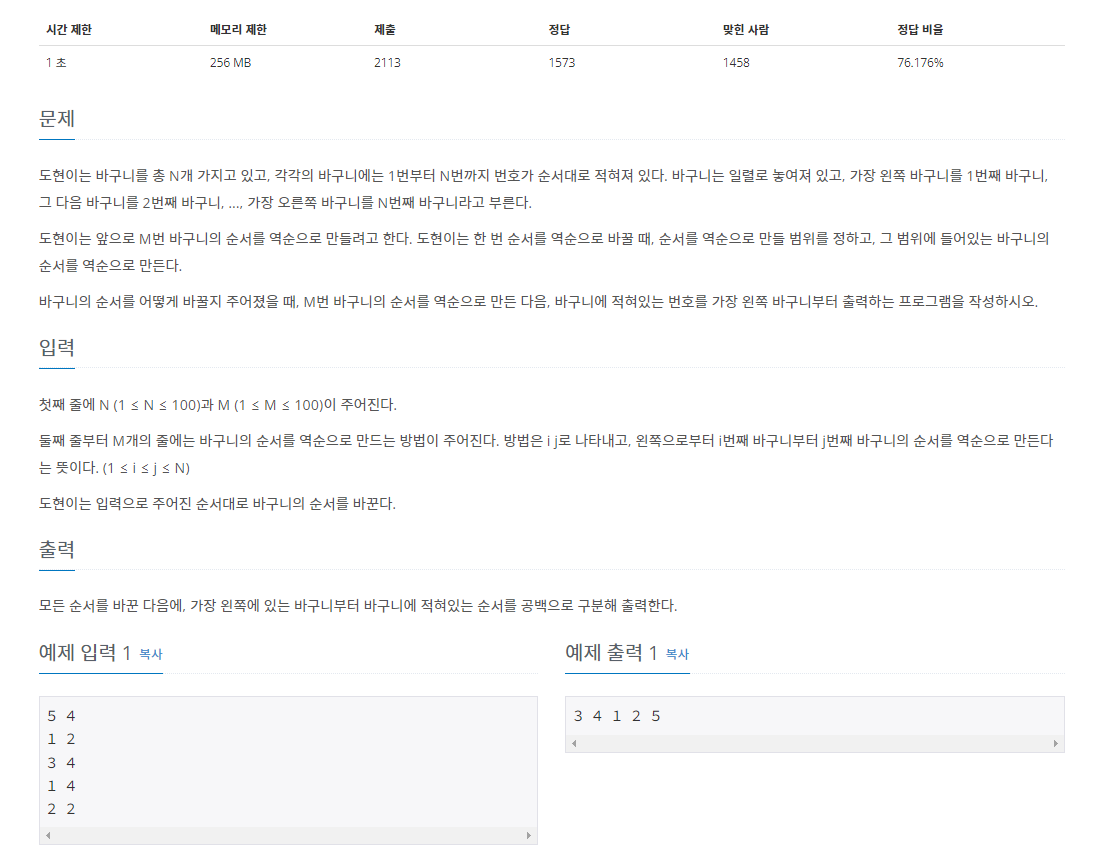 시간 제한 메모리 제한 제출 정답 맞힌 사람 정답 비율
1 초 256 MB 2113 1573 1458 76.176%
문제
도현이는 바구니를 총 N개 가지고 있고, 각각의 바구니에는 1번부터 N번까지 번호가 순서대로 적혀져 있다. 바구니는 일렬로 놓여져 있고, 가장 왼쪽 바구니를 1번째 바구니,
그 다음 바구니를 2번째 바구니, ..., 가장 오른쪽 바구니를 N번째 바구니라고 부른다.
도현이는 앞으로 M번 바구니의 순서를 역순으로 만들려고 한다. 도현이는 한 번 순서를 역순으로 바꿀 때, 순서를 역순으로 만들 범위를 정하고, 그 범위에 들어있는 바구니의
순서를 역순으로 만든다.
바구니의 순서를 어떻게 바꿀지 주어졌을 때, M번 바구니의 순서를 역순으로 만든 다음, 바구니에 적혀있는 번호를 가장 왼쪽 바구니부터 출력하는 프로그램을 작성하시오.
입력
첫째 줄에 N (1 ≤ N ≤ 100)과 M (1 ≤ M ≤ 100)이 주어진다.
둘째 줄부터 M개의 줄에는 바구니의 순서를 역순으로 만드는 방법이 주어진다. 방법은 i j로 나타내고, 왼쪽으로부터 i번째 바구니부터 j번째 바구니의 순서를 역순으로 만든다
는 뜻이다. (1 ≤ i ≤ j ≤ N)
도현이는 입력으로 주어진 순서대로 바구니의 순서를 바꾼다.
출력
모든 순서를 바꾼 다음에, 가장 왼쪽에 있는 바구니부터 바구니에 적혀있는 순서를 공백으로 구분해 출력한다.
예제 입력 1 복사
5 4
1 2
3 4
1 4
2 2
예제 출력 1 복사
3 4 1 2 5